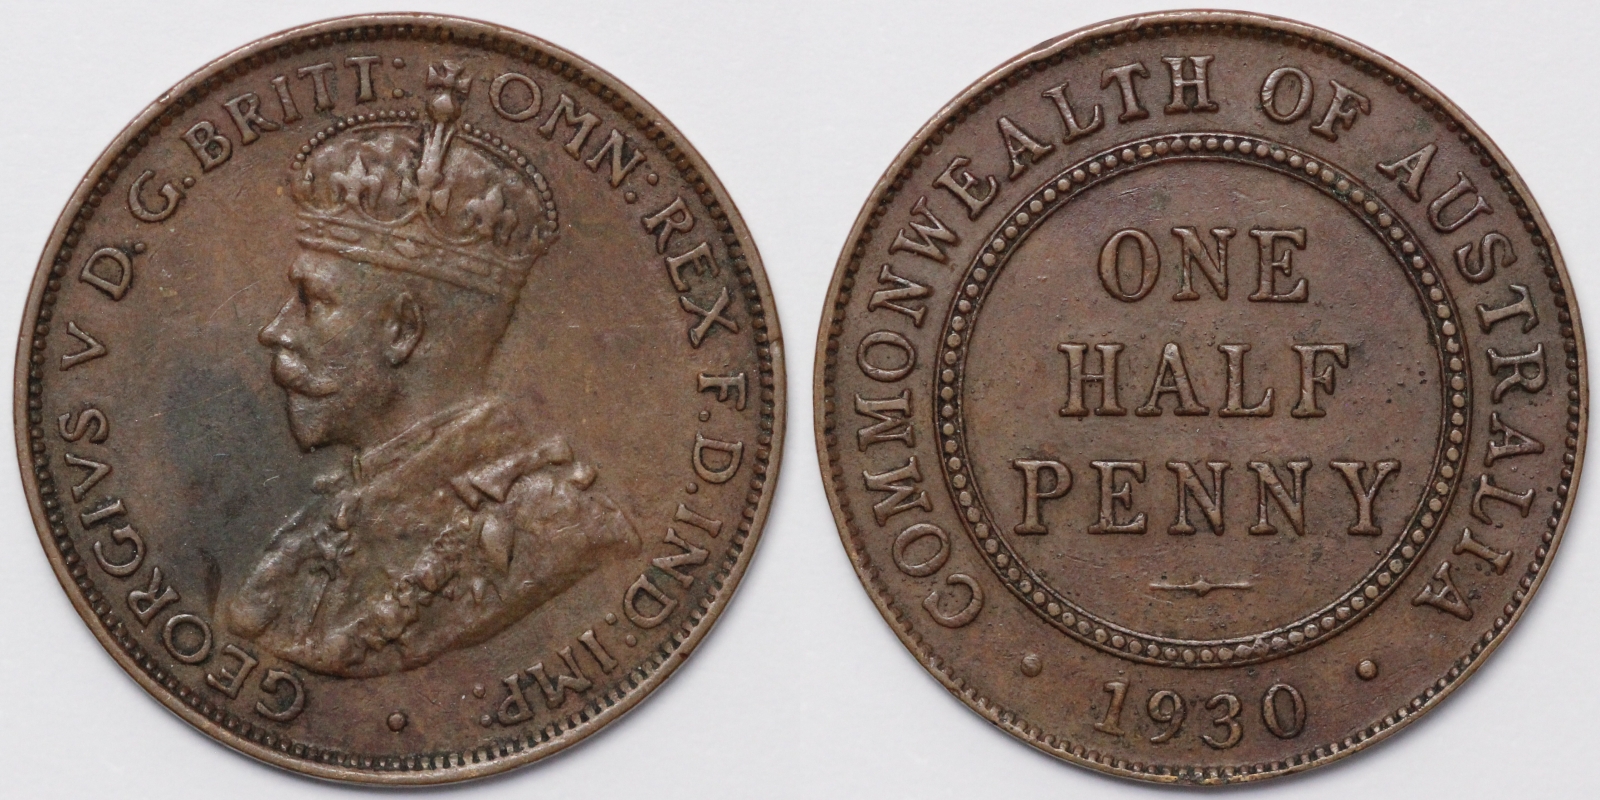 GEORGIVS V D.G.BRITT: OMN: REX F.D.IND:IMP:
COMMONWEALTH OF AUSTRALIA
ONE
HALF
PENNY
1930